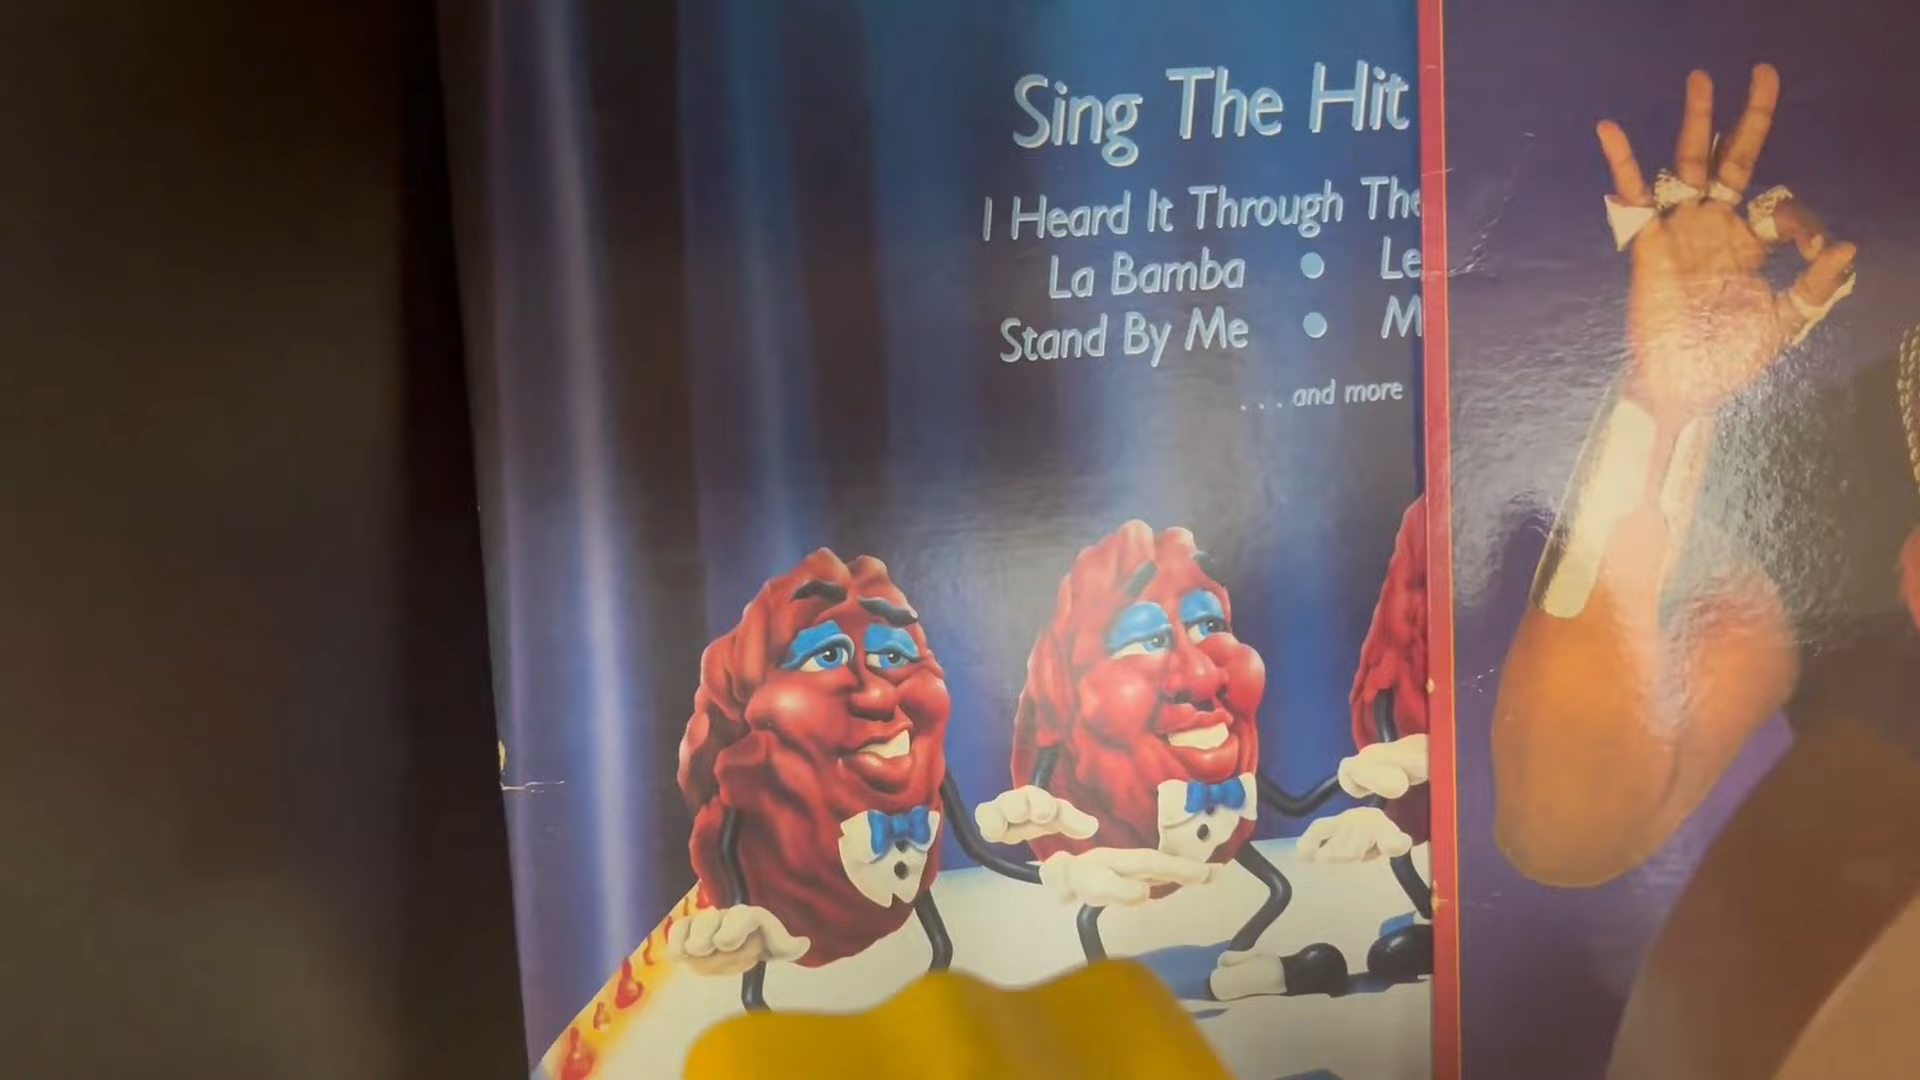 Sing The Hit
I Heard It Through The
La Bamba • Le
Stand By Me • M
. . . and more